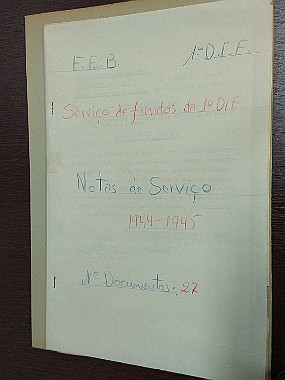 F.E.B. 1ª D.I.E.
Serviço de fundos da 1ª DIE
Notas de Serviço
1944-1945
Nº Documentos: 27